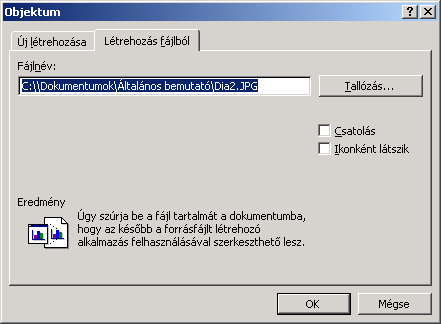 Objektum
Új létrehozása
Létrehozás fájlból
Fájlnév:
C:\\Dokumentumok\Általános bemutató\Dia2.JPG
Tallózás...
Csatolás
Ikonként látszik
Eredmény
Úgy szúrja be a fájl tartalmát a dokumentumba,
hogy az később a forrásfájlt létrehozó
alkalmazás felhasználásával szerkeszthető lesz.
OK
Mégse